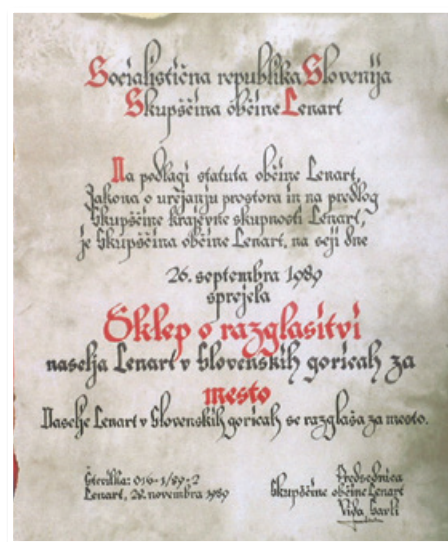 Socialistična republika Slovenija
Skupščina občine Lenart
Na podlagi statuta občine Lenart,
Zakona o urejanju prostora in na predlog
Skupščine krajevne skupnosti Lenart,
je Skupščina občine Lenart, na seji dne
26. septembra 1989
sprejela
Sklep o razglasitvi
naselja Lenart v Slovenskih goricah za
mesto
Naselje Lenart v Slovenskih goricah se razglaša za mesto.
Številka: 016-1/89-2
Lenart, 28. novembra 1989
Predsednica
Skupščine občine Lenart
Vida Šavli